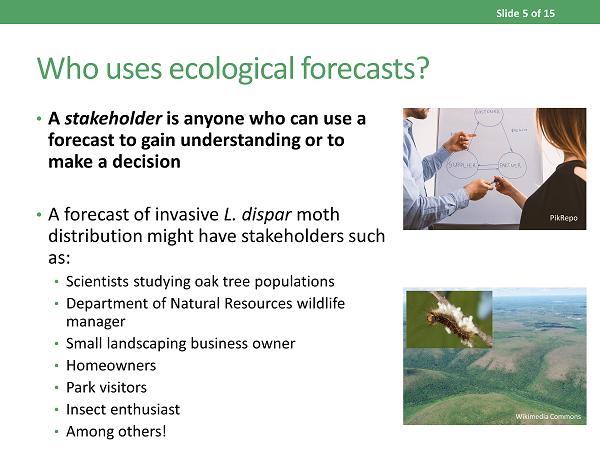 Slide 5 of 15
Who uses ecological forecasts?
• A stakeholder is anyone who can use a
forecast to gain understanding or to
make a decision
• A forecast of invasive L. dispar moth
distribution might have stakeholders such
as:
• Scientists studying oak tree populations
• Department of Natural Resources wildlife
manager
• Small landscaping business owner
• Homeowners
• Park visitors
• Insect enthusiast
• Among others!
CUSTOMER
SUPPLIER
PARTNER
PikRepo
Wikimedia Commons